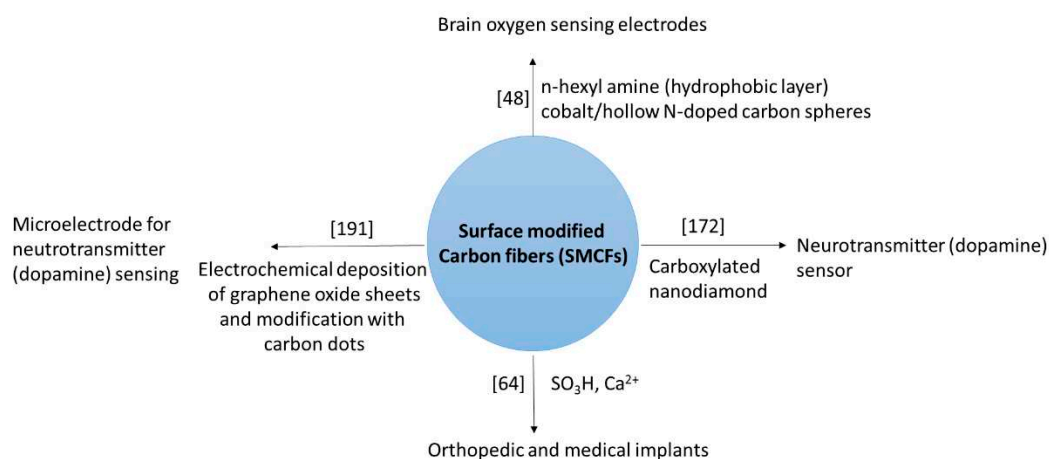 Brain oxygen sensing electrodes
[48]
n-hexyl amine (hydrophobic layer)
cobalt/hollow N-doped carbon spheres
Microelectrode for
neutrotransmitter
(dopamine) sensing
[191]
Electrochemical deposition
of graphene oxide sheets
and modification with
carbon dots
Surface modified
Carbon fibers (SMCFs)
[172]
Carboxylated
nanodiamond
Neurotransmitter (dopamine)
sensor
[64]
SO₃H, Ca²⁺
Orthopedic and medical implants